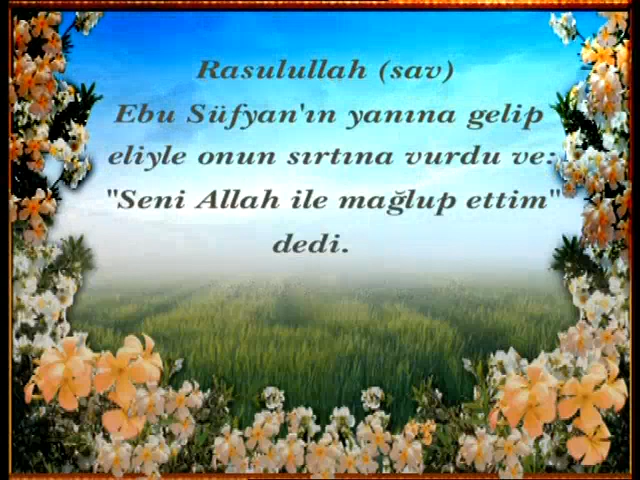 Rasulullah (sav)
Ebu Süfyan'ın yanına gelip
eliyle onun sırtına vurdu ve:
"Seni Allah ile mağlup ettim"
dedi.